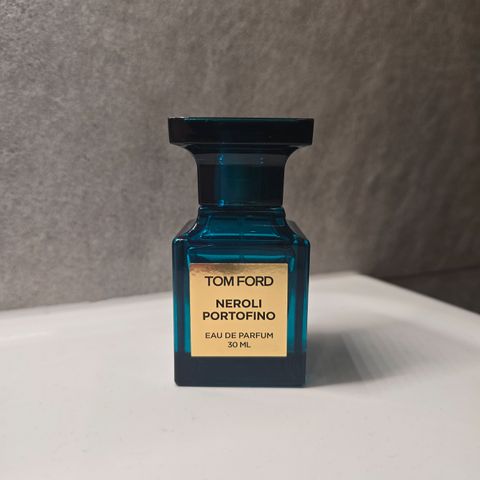 TOM FORD
NEROLI
PORTOFINO
EAU DE PARFUM
30 ML